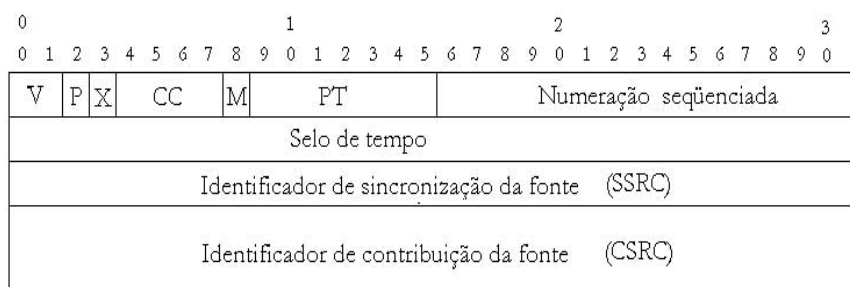 0 1 2 3
0 1 2 3 4 5 6 7 8 9 0 1 2 3 4 5 6 7 8 9 0 1 2 3 4 5 6 7 8 9 0
V P X CC M PT Numeração seqüenciada
Selo de tempo
Identificador de sincronização da fonte (SSRC)
Identificador de contribuição da fonte (CSRC)